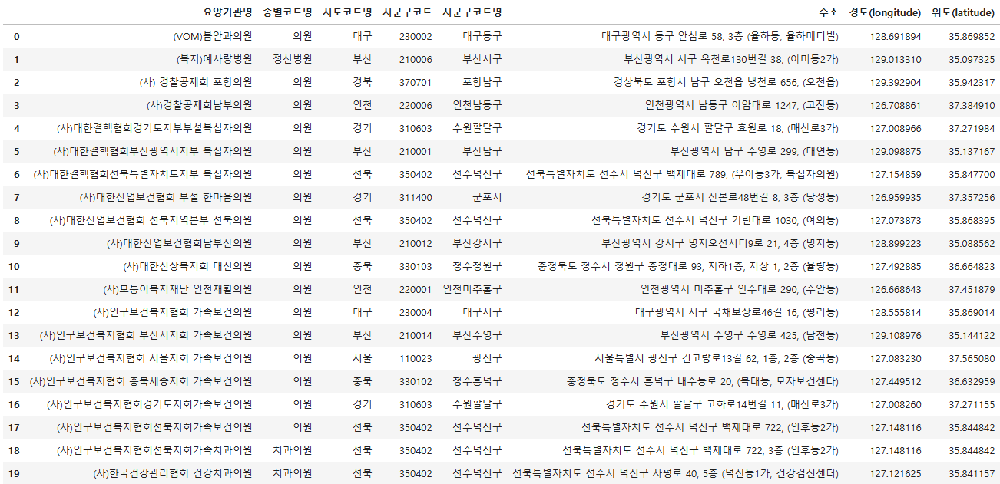 요양기관명 종별코드명 시도코드명 시군구코드 시군구코드명 주소 경도(longitude) 위도(latitude)
0 (VOM)봄안과의원 의원 대구 230002 대구동구 대구광역시 동구 안심로 58, 3층 (율하동, 율하메디빌) 128.691894 35.869852
1 (복지)예사랑병원 정신병원 부산 210006 부산서구 부산광역시 서구 옥천로130번길 38, (아미동2가) 129.013310 35.097325
2 (사) 경찰공제회 포항의원 의원 경북 370701 포항남구 경상북도 포항시 남구 오천읍 냉천로 656, (오천읍) 129.392904 35.942317
3 (사)경찰공제회남부의원 의원 인천 220006 인천남동구 인천광역시 남동구 아암대로 1247, (고잔동) 126.708861 37.384910
4 (사)대한결핵협회경기도지부부설복십자의원 의원 경기 310603 수원팔달구 경기도 수원시 팔달구 효원로 18, (매산로3가) 127.008966 37.271984
5 (사)대한결핵협회부산광역시지부 복십자의원 의원 부산 210001 부산남구 부산광역시 남구 수영로 299, (대연동) 129.098875 35.137167
6 (사)대한결핵협회전북특별자치도지부 복십자의원 의원 전북 350402 전주덕진구 전북특별자치도 전주시 덕진구 백제대로 789, (우아동3가, 복십자의원) 127.154859 35.847700
7 (사)대한산업보건협회 부설 한마음의원 의원 경기 311400 군포시 경기도 군포시 산본로48번길 8, 3층 (당정동) 126.959935 37.357256
8 (사)대한산업보건협회 전북지역본부 전북의원 의원 전북 350402 전주덕진구 전북특별자치도 전주시 덕진구 기린대로 1030, (여의동) 127.073873 35.868395
9 (사)대한산업보건협회남부산의원 의원 부산 210012 부산강서구 부산광역시 강서구 명지오션시티9로 21, 4층 (명지동) 128.899223 35.088562
10 (사)대한신장복지회 대신의원 의원 충북 330103 청주청원구 충청북도 청주시 청원구 충청대로 93, 지하1층, 지상 1, 2층 (율량동) 127.492885 36.664823
11 (사)모퉁이복지재단 인천재활의원 의원 인천 220001 인천미추홀구 인천광역시 미추홀구 인주대로 290, (주안동) 126.668643 37.451879
12 (사)인구보건복지협회 가족보건의원 의원 대구 230004 대구서구 대구광역시 서구 국채보상로46길 16, (평리동) 128.555814 35.869014
13 (사)인구보건복지협회 부산시지회 가족보건의원 의원 부산 210014 부산수영구 부산광역시 수영구 수영로 425, (남천동) 129.108976 35.144122
14 (사)인구보건복지협회 서울지회 가족보건의원 의원 서울 110023 광진구 서울특별시 광진구 긴고랑로13길 62, 1층, 2층 (중곡동) 127.083230 37.565080
15 (사)인구보건복지협회 충북세종지회 가족보건의원 의원 충북 330102 청주흥덕구 충청북도 청주시 흥덕구 내수동로 20, (복대동, 모자보건센타) 127.449512 36.632959
16 (사)인구보건복지협회경기도지회가족보건의원 의원 경기 310603 수원팔달구 경기도 수원시 팔달구 고화로14번길 11, (매산로3가) 127.008260 37.271155
17 (사)인구보건복지협회전북지회가족보건의원 의원 전북 350402 전주덕진구 전북특별자치도 전주시 덕진구 백제대로 722, (인후동2가) 127.148116 35.844842
18 (사)인구보건복지협회전북지회가족치과의원 치과의원 전북 350402 전주덕진구 전북특별자치도 전주시 덕진구 백제대로 722, 3층 (인후동2가) 127.148116 35.844842
19 (사)한국건강관리협회 건강치과의원 치과의원 전북 350402 전주덕진구 전북특별자치도 전주시 덕진구 사평로 40, 5층 (덕진동1가, 건강검진센터) 127.121625 35.841157